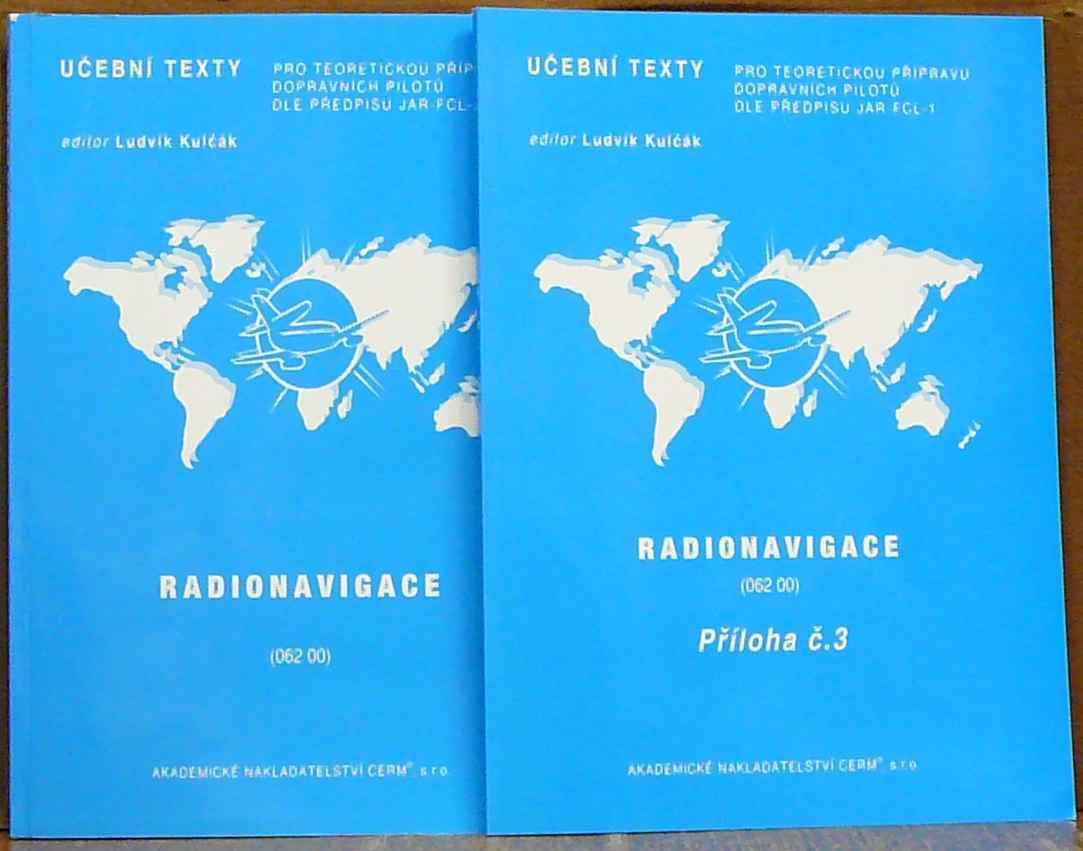 UČEBNÍ TEXTY
PRO TEORETICKOU PŘÍP
DOPRAVNÍCH PILOTŮ
DLE PŘEDPISU JAR-FCL-
editor Ludvík Kulčák
RADIONAVIGACE
(062 00)
AKADEMICKÉ NAKLADATELSTVÍ CERM®, s.r.o.
UČEBNÍ TEXTY
PRO TEORETICKOU PŘÍPRAVU
DOPRAVNÍCH PILOTŮ
DLE PŘEDPISU JAR-FCL-1
editor Ludvík Kulčák
RADIONAVIGACE
(062 00)
Příloha č.3
AKADEMICKÉ NAKLADATELSTVÍ CERM®, s.r.o.